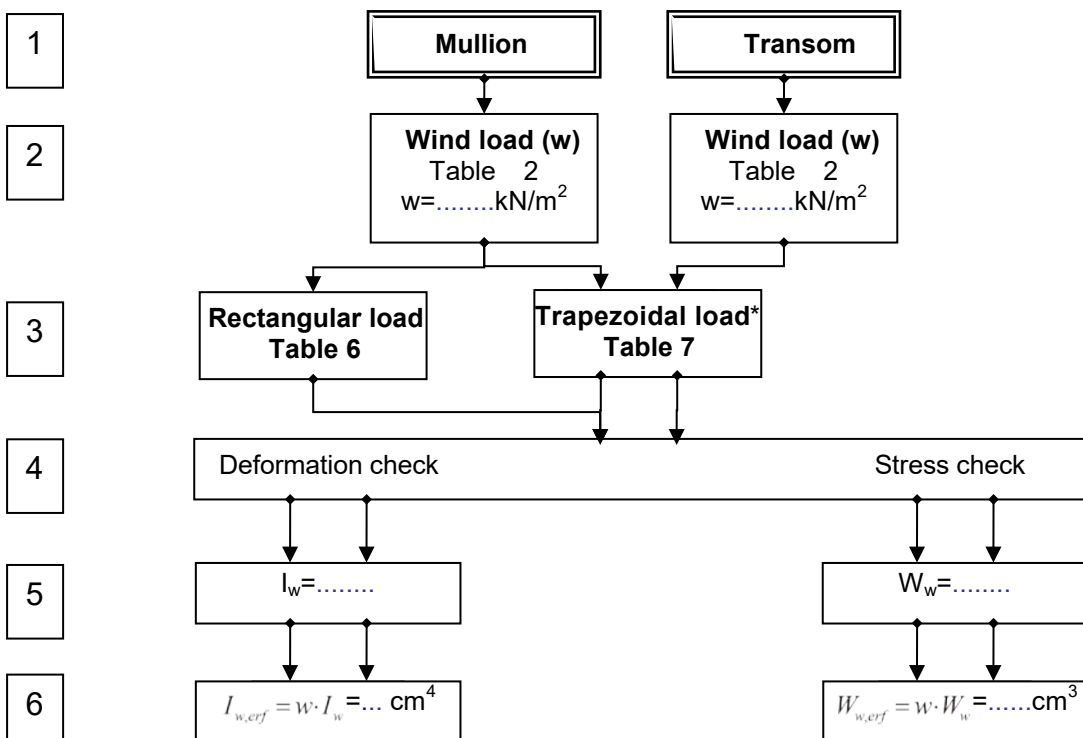 1
Mullion
Transom
2
Wind load (w)
Table 2
w=........kN/m²
Wind load (w)
Table 2
w=........kN/m²
3
Rectangular load
Table 6
Trapezoidal load*
Table 7
4
Deformation check
Stress check
5
I_w=........
W_w=........
6
I_{w,erf} = w· I_w=... cm⁴
W_{w,erf} = w· W_w=......cm³